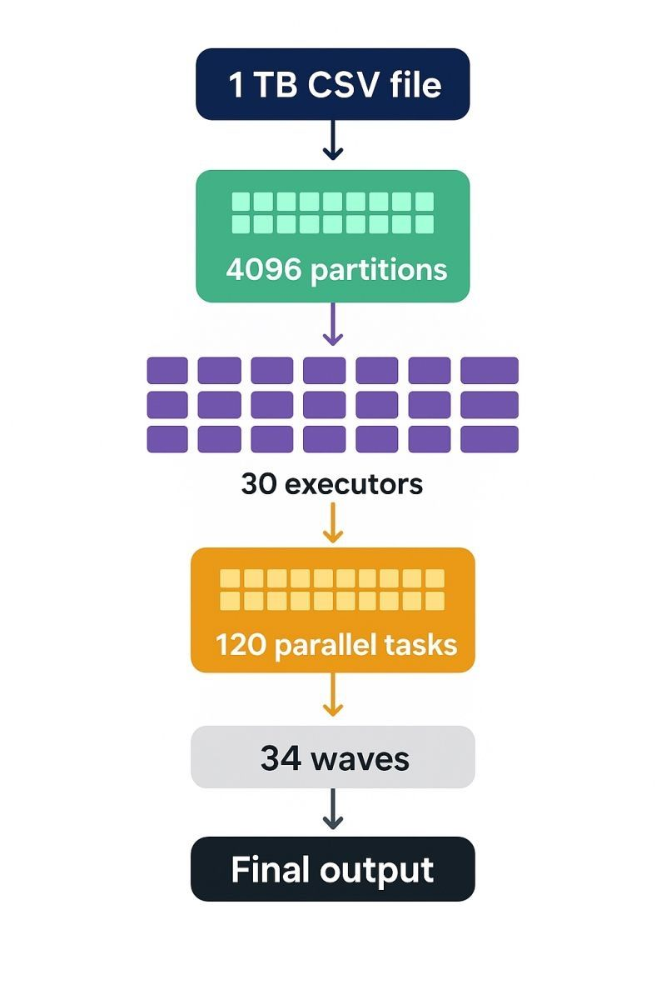 1 TB CSV file
4096 partitions
30 executors
120 parallel tasks
34 waves
Final output